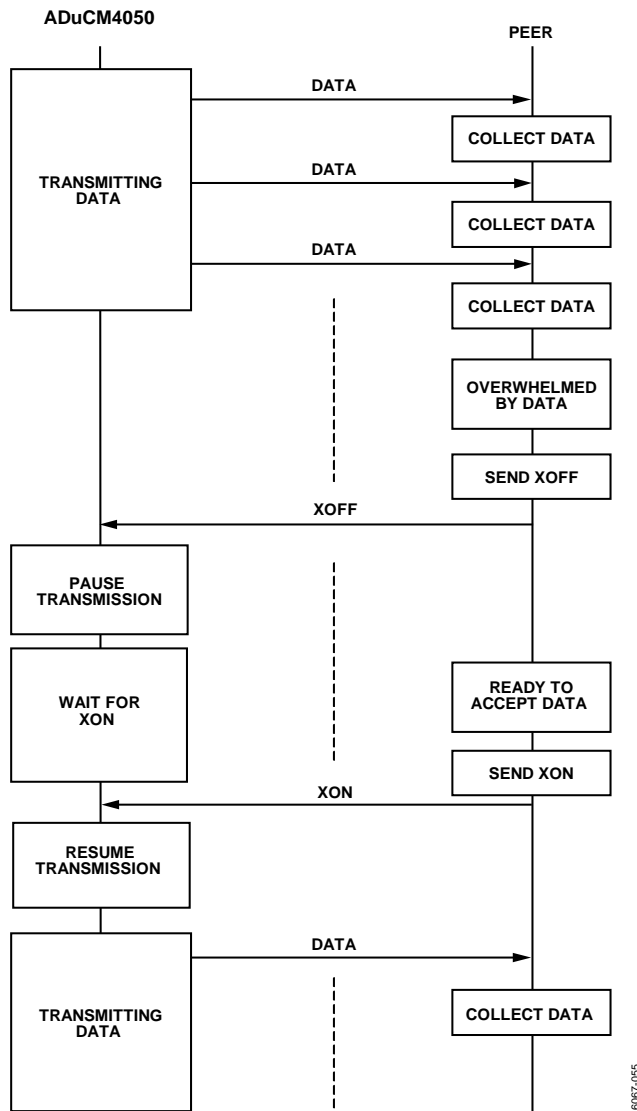 ADuCM4050
PEER
DATA
COLLECT DATA
TRANSMITTING
DATA
DATA
COLLECT DATA
DATA
COLLECT DATA
OVERWHELMED
BY DATA
SEND XOFF
XOFF
PAUSE
TRANSMISSION
WAIT FOR
XON
READY TO
ACCEPT DATA
SEND XON
XON
RESUME
TRANSMISSION
DATA
TRANSMITTING
DATA
COLLECT DATA
6067-055